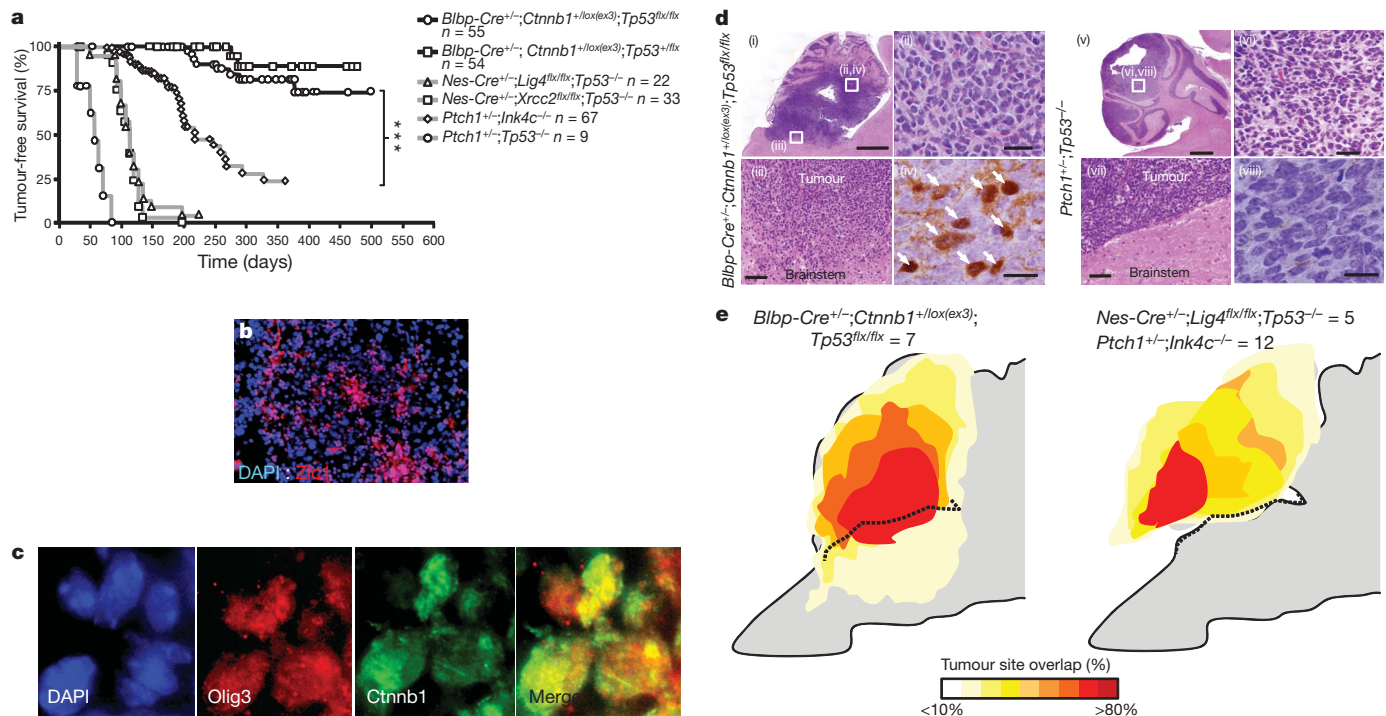 a
Blbp-Cre+/–;Ctnnb1+/lox(ex3);Tp53flx/flx
n = 55
Blbp-Cre+/–; Ctnnb1+/lox(ex3);Tp53+/flx
n = 54
Nes-Cre+/–;Lig4flx/flx;Tp53–/– n = 22
Nes-Cre+/–;Xrcc2flx/flx;Tp53–/– n = 33
Ptch1+/–;Ink4c–/– n = 67
Ptch1+/–;Tp53–/– n = 9
Tumour-free survival (%)
100
75
50
25
0
0 50 100 150 200 250 300 350 400 450 500 550 600
Time (days)
***
b
DAPI : Zic1
c
DAPI
Olig3
Ctnnb1
Merge
d
Blbp-Cre+/–;Ctnnb1+/lox(ex3);Tp53flx/flx
(i)
(ii,iv)
(iii)
(ii)
(iii)
Tumour
Brainstem
(iv)
Ptch1+/–;Tp53–/–
(v)
(vi,viii)
(vi)
(vii)
Tumour
Brainstem
(viii)
e
Blbp-Cre+/–;Ctnnb1+/lox(ex3);
Tp53flx/flx = 7
Nes-Cre+/–;Lig4flx/flx;Tp53–/– = 5
Ptch1+/–;Ink4c–/– = 12
Tumour site overlap (%)
<10% >80%